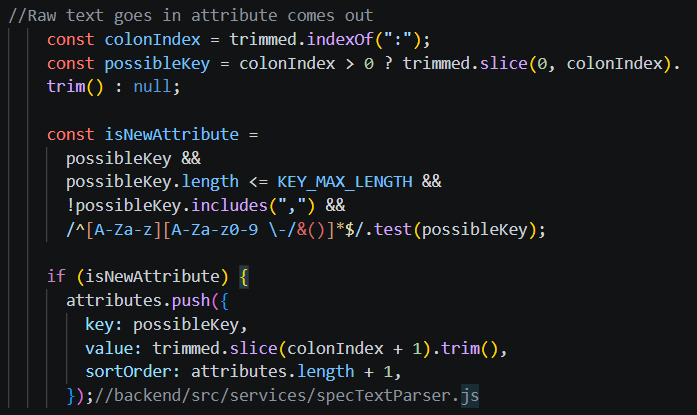 //Raw text goes in attribute comes out
const colonIndex = trimmed.indexOf(":");
const possibleKey = colonIndex > 0 ? trimmed.slice(0, colonIndex).
trim() : null;
const isNewAttribute =
possibleKey &&
possibleKey.length <= KEY_MAX_LENGTH &&
!possibleKey.includes(",") &&
/^[A-Za-z][A-Za-z0-9 \-/&()]*$/.test(possibleKey);
if (isNewAttribute) {
attributes.push({
key: possibleKey,
value: trimmed.slice(colonIndex + 1).trim(),
sortOrder: attributes.length + 1,
});//backend/src/services/specTextParser.js